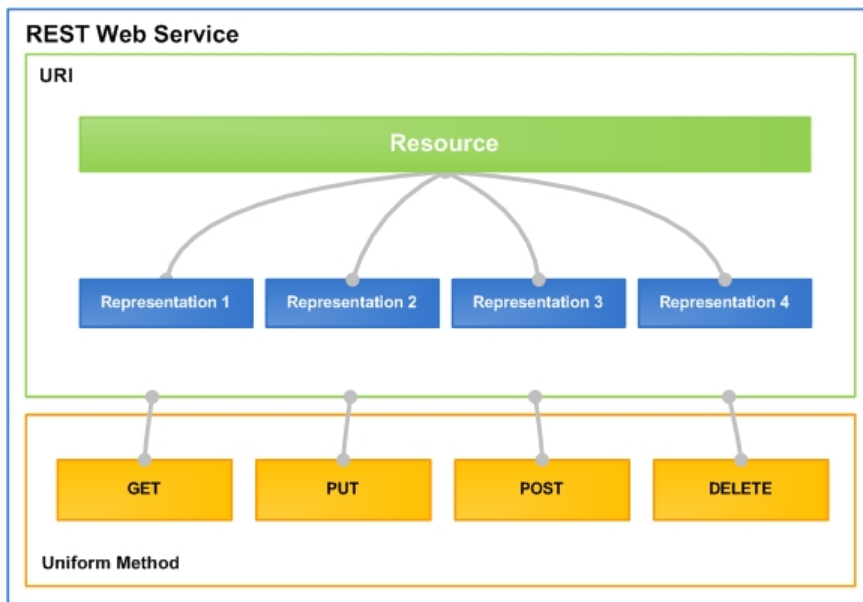 REST Web Service
URI
Resource
Representation 1
Representation 2
Representation 3
Representation 4
GET
PUT
POST
DELETE
Uniform Method